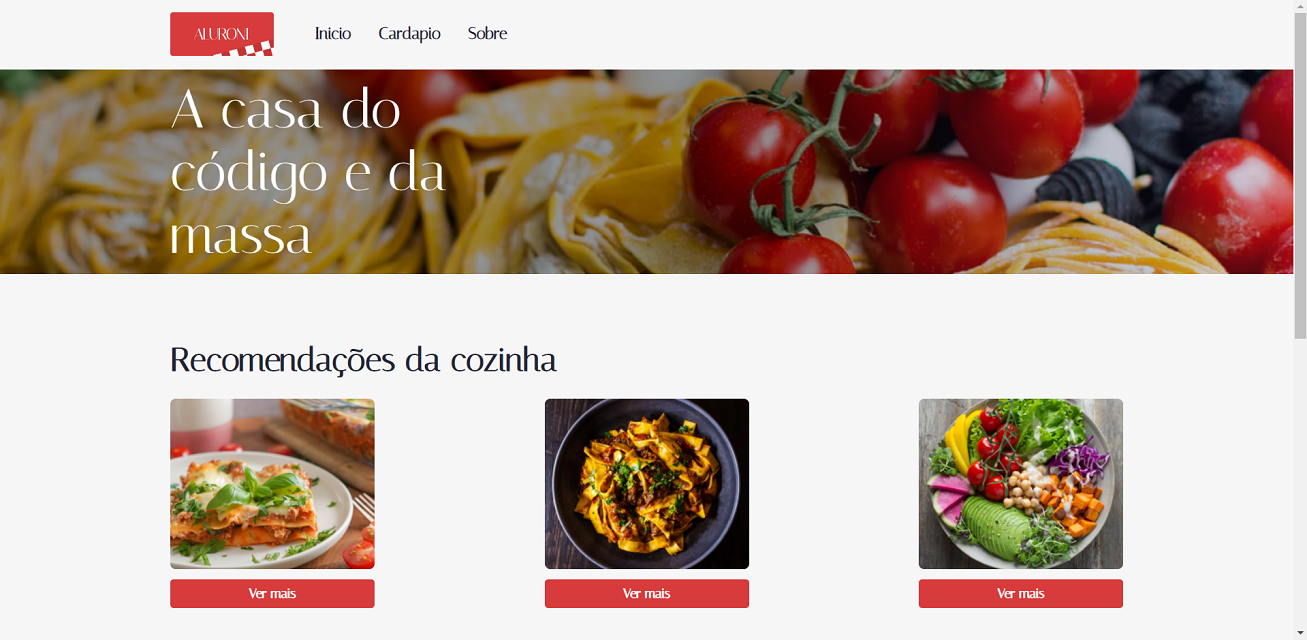 ALURONI
Inicio
Cardapio
Sobre
A casa do
código e da
massa
Recomendações da cozinha
Ver mais
Ver mais
Ver mais